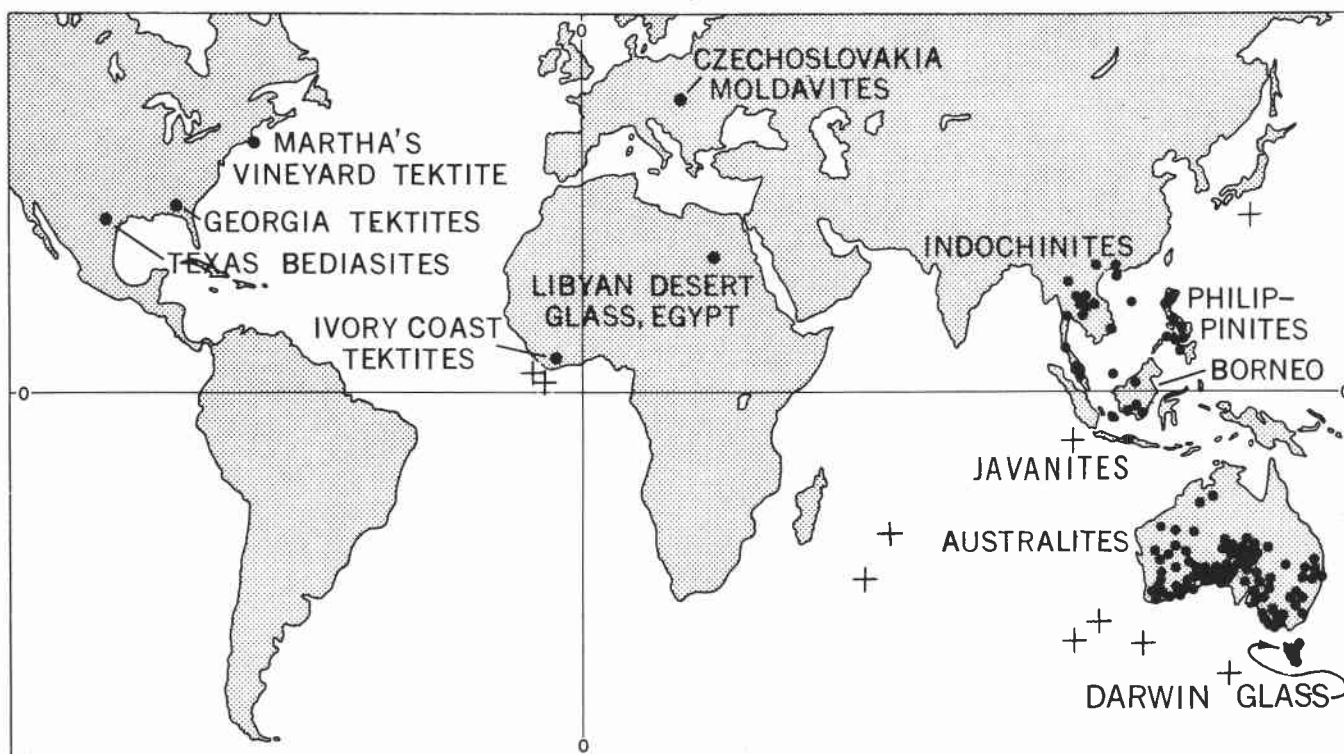 0
CZECHOSLOVAKIA
MOLDAVITES
MARTHA'S
VINEYARD TEKTITE
GEORGIA TEKTITES
TEXAS BEDIASITES
LIBYAN DESERT
GLASS, EGYPT
IVORY COAST
TEKTITES
INDOCHINITES
PHILIP-
PINITES
BORNEO
0
0
JAVANITES
AUSTRALITES
DARWIN GLASS
0